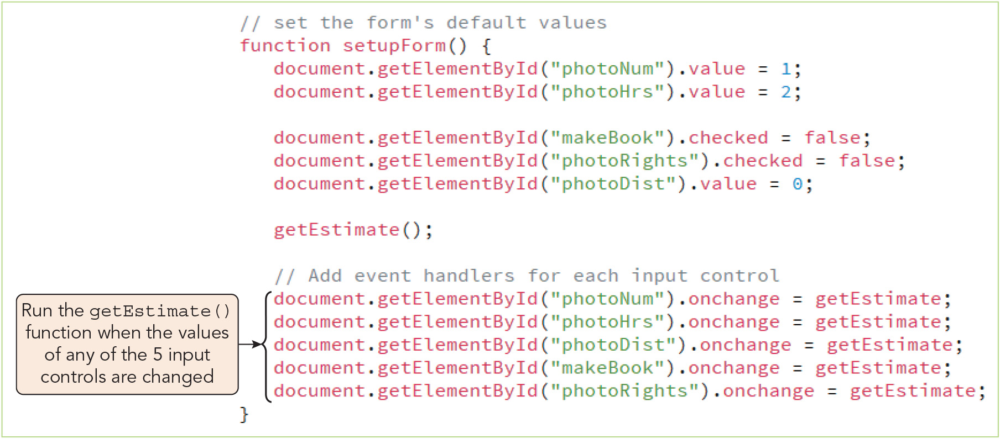 // set the form's default values
function setupForm() {
document.getElementById("photoNum").value = 1;
document.getElementById("photoHrs").value = 2;
document.getElementById("makeBook").checked = false;
document.getElementById("photoRights").checked = false;
document.getElementById("photoDist").value = 0;
getEstimate();
// Add event handlers for each input control
document.getElementById("photoNum").onchange = getEstimate;
document.getElementById("photoHrs").onchange = getEstimate;
document.getElementById("photoDist").onchange = getEstimate;
document.getElementById("makeBook").onchange = getEstimate;
document.getElementById("photoRights").onchange = getEstimate;
}
Run the getEstimate()
function when the values
of any of the 5 input
controls are changed